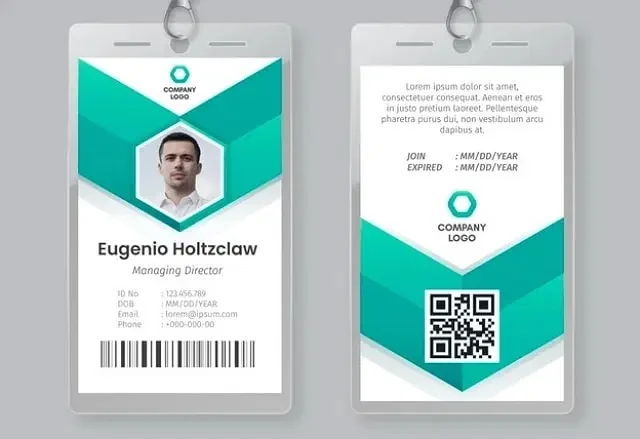 COMPANY
LOGO
Eugenio Holtzclaw
Managing Director
ID No : 123.456.789
DOB : MM/DD/YEAR
Email : lorem@ipsum.com
Phone : +000-000-00
Lorem ipsum dolor sit amet,
consectetuer consequat. Aenean et eros
in justo pretium laoreet. Pellentesque
pharetra purus dui, non vestibulum arcu
dapibus at.
JOIN : MM/DD/YEAR
EXPIRED : MM/DD/YEAR
COMPANY
LOGO